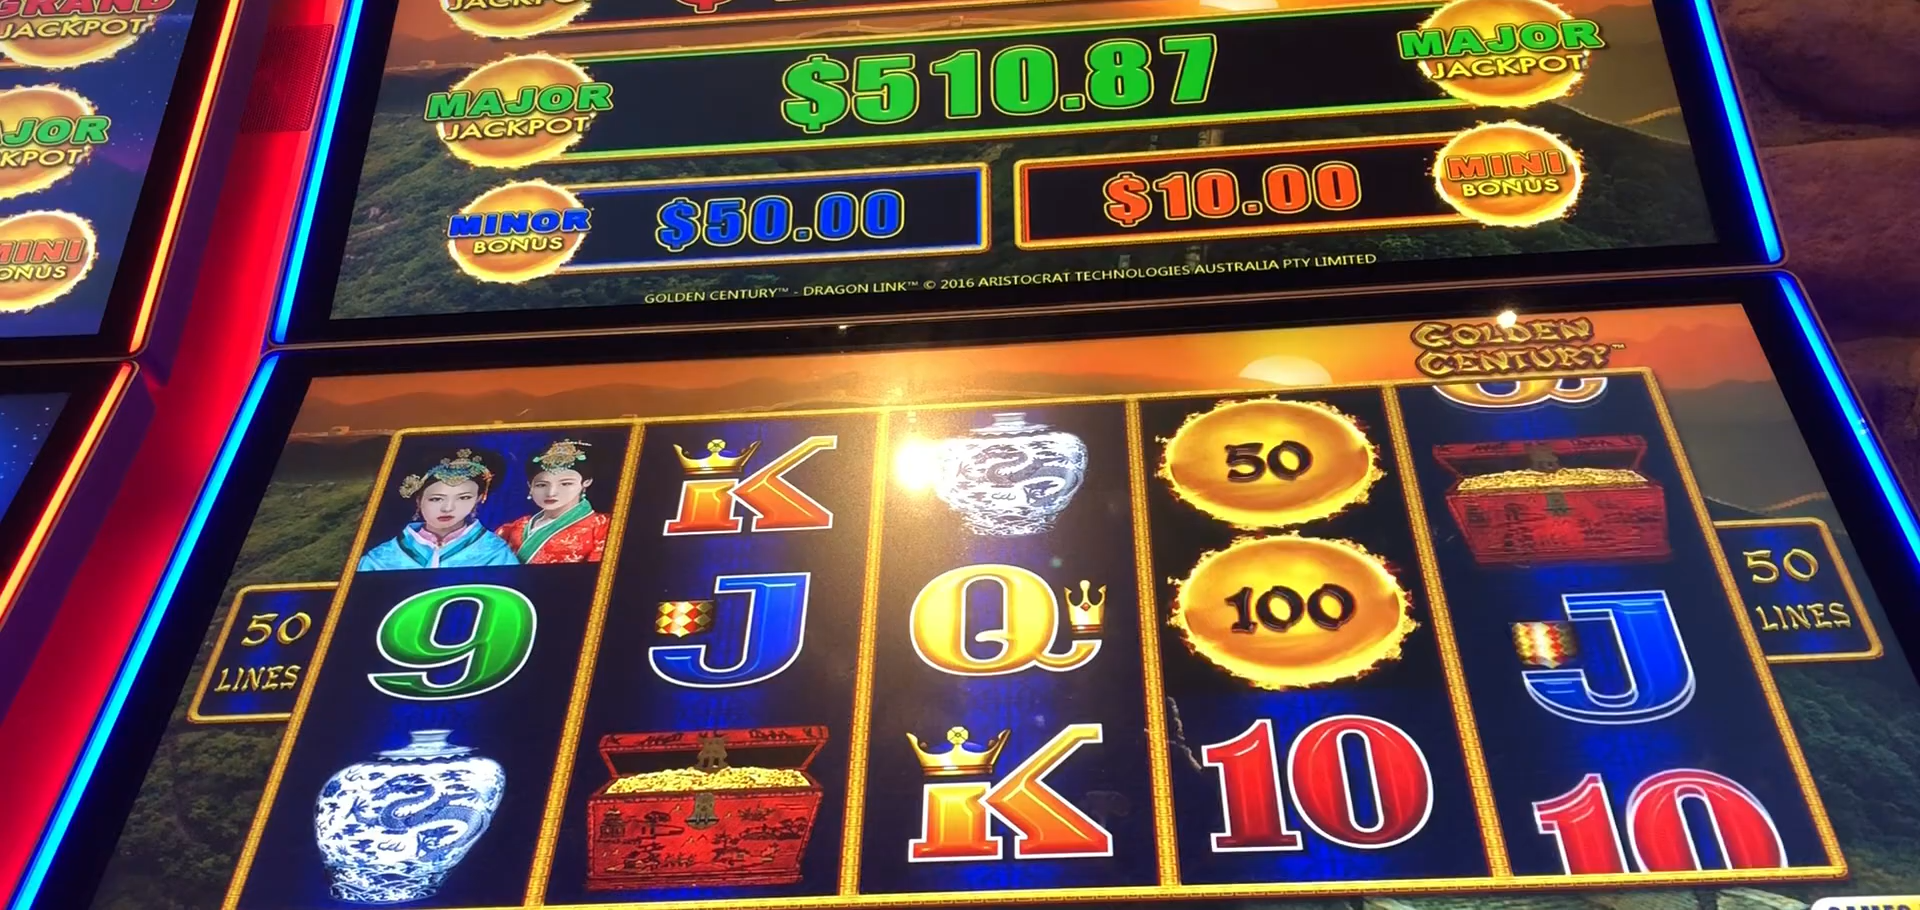 GRAND
JACKPOT
JACKPOT
MAJOR
JACKPOT
$510.87
MAJOR
JACKPOT
MINOR
BONUS
$50.00
$10.00
MINI
BONUS
GOLDEN CENTURY™ - DRAGON LINK™ © 2016 ARISTOCRAT TECHNOLOGIES AUSTRALIA PTY LIMITED
GOLDEN
CENTURY™
K
50
9
J
Q
100
J
K
10
10
50
LINES
50
LINES